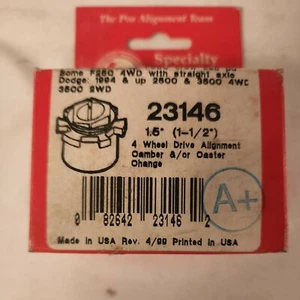 The Pro Alignment Team
Specialty
Some F250 4WD with straight axle
Dodge: 1994 & up 2500 & 3500 4WD
3500 2WD
23146
1.5° (1-1/2°)
4 Wheel Drive Alignment
Camber &/or Caster
Change
A+
0 82642 23146 2
Made in USA Rev. 4/99 Printed in USA